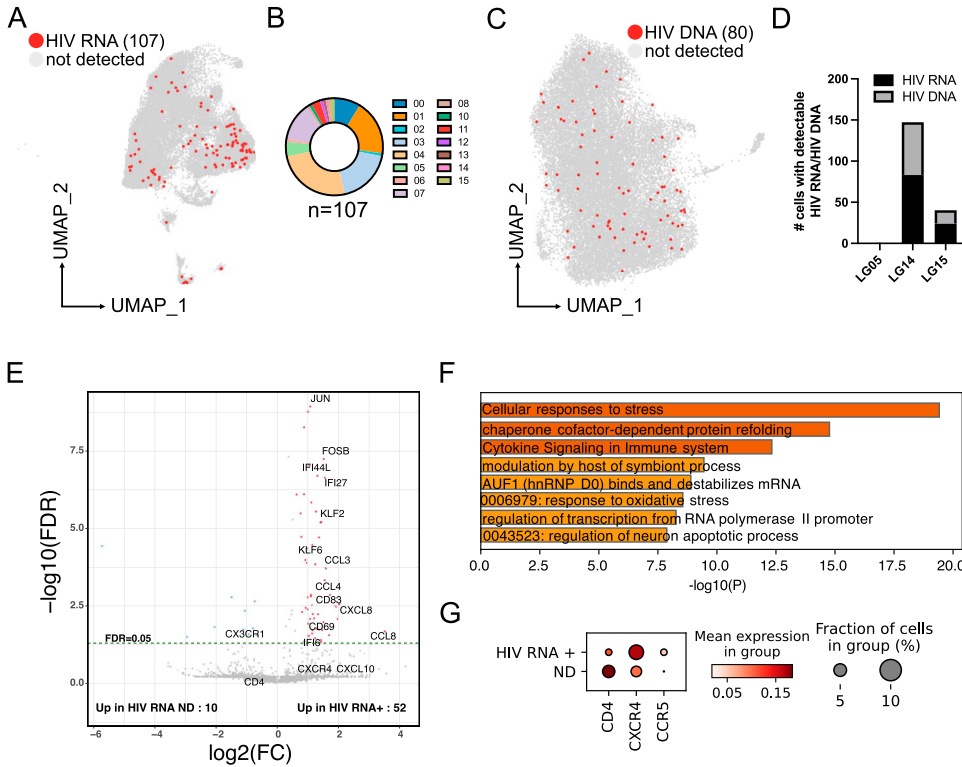 A
HIV RNA (107)
not detected
UMAP_2
UMAP_1
B
00
01
02
03
04
05
06
07
08
10
11
12
13
14
15
n=107
C
HIV DNA (80)
not detected
UMAP_2
UMAP_1
D
HIV RNA
HIV DNA
# cells with detectable
HIV RNA/HIV DNA
200
150
100
50
0
LG05
LG14
LG15
E
−log10(FDR)
7.5
5.0
2.5
0.0
JUN
FOSB
IFI44L
IFI27
KLF2
KLF6
CCL3
CCL4
CD83
CXCL8
CX3CR1
CD69
CCL8
FDR=0.05
IFI6
CXCR4
CXCL10
CD4
Up in HIV RNA ND : 10
Up in HIV RNA+ : 52
−6
−4
−2
0
2
4
log2(FC)
F
Cellular responses to stress
chaperone cofactor-dependent protein refolding
Cytokine Signaling in Immune system
modulation by host of symbiont process
AUF1 (hnRNP D0) binds and destabilizes mRNA
0006979: response to oxidative stress
regulation of transcription from RNA polymerase II promoter
0043523: regulation of neuron apoptotic process
0.0
2.5
5.0
7.5
10.0
12.5
15.0
17.5
20.0
-log10(P)
G
HIV RNA +
ND
CD4
CXCR4
CCR5
Mean expression
in group
0.05
0.15
Fraction of cells
in group (%)
5
10